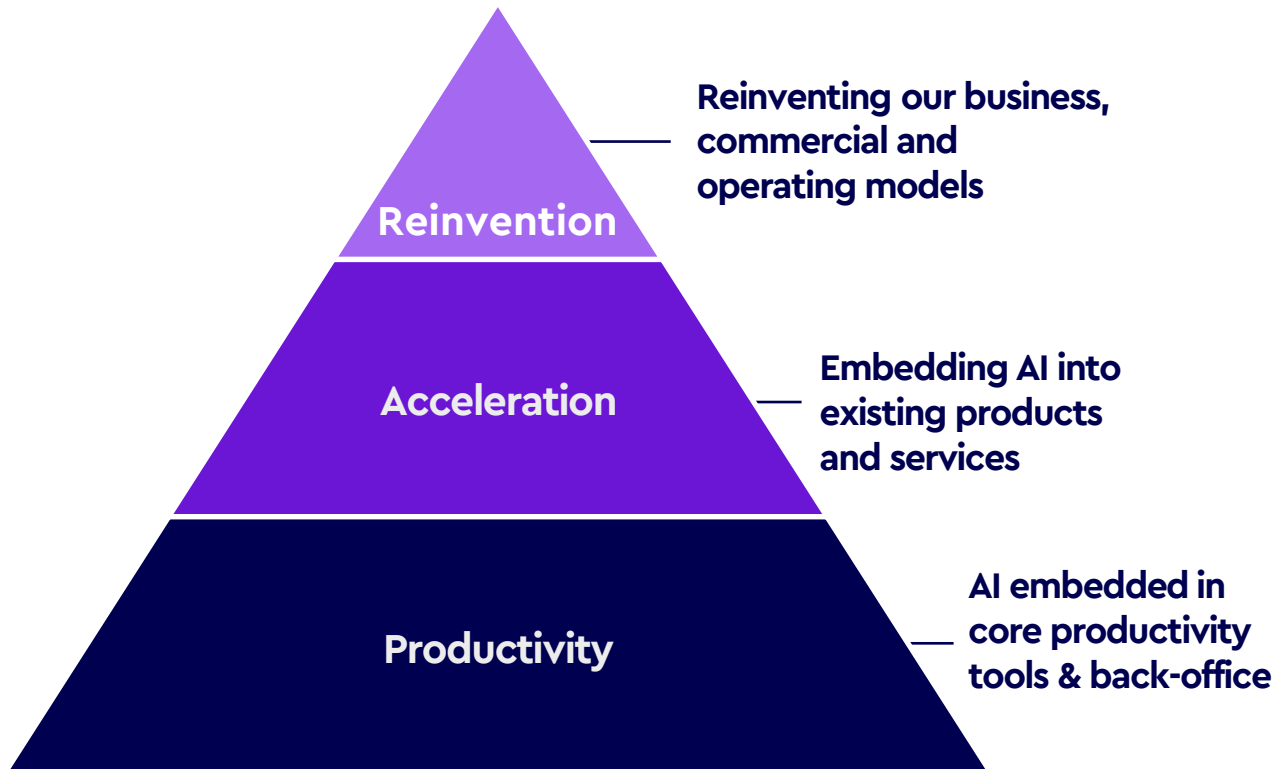 Reinvention
Reinventing our business,
commercial and
operating models
Acceleration
Embedding AI into
existing products
and services
Productivity
AI embedded in
core productivity
tools & back-office